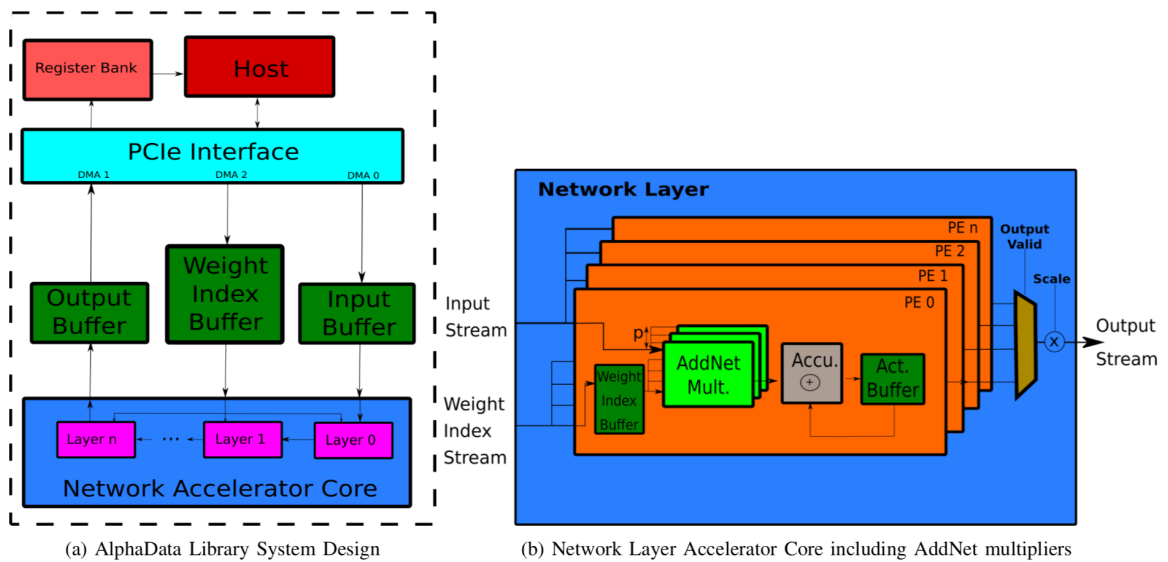 Register Bank
Host
PCIe Interface
DMA 1
DMA 2
DMA 0
Output
Buffer
Weight
Index
Buffer
Input
Buffer
Layer n
...
Layer 1
Layer 0
Network Accelerator Core
(a) AlphaData Library System Design
Input
Stream
Weight
Index
Stream
Network Layer
PE n
PE 2
PE 1
PE 0
p
Weight
Index
Buffer
AddNet
Mult.
Accu.
+
Act.
Buffer
Output
Valid
Scale
x
Output
Stream
(b) Network Layer Accelerator Core including AddNet multipliers